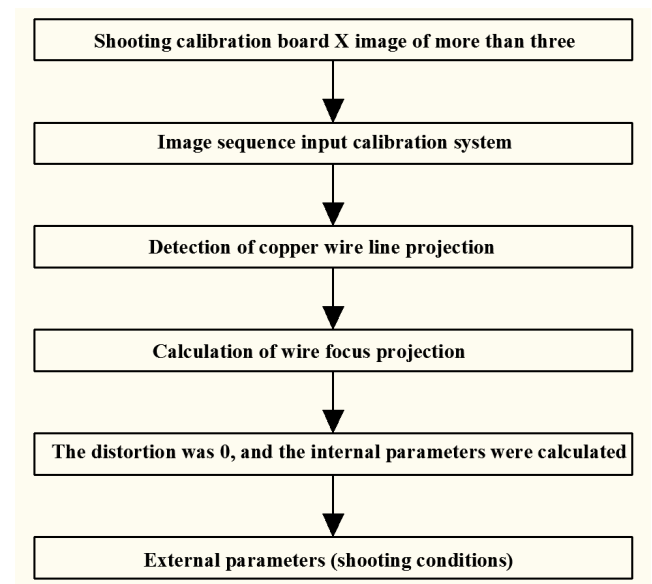 Shooting calibration board X image of more than three
Image sequence input calibration system
Detection of copper wire line projection
Calculation of wire focus projection
The distortion was 0, and the internal parameters were calculated
External parameters (shooting conditions)